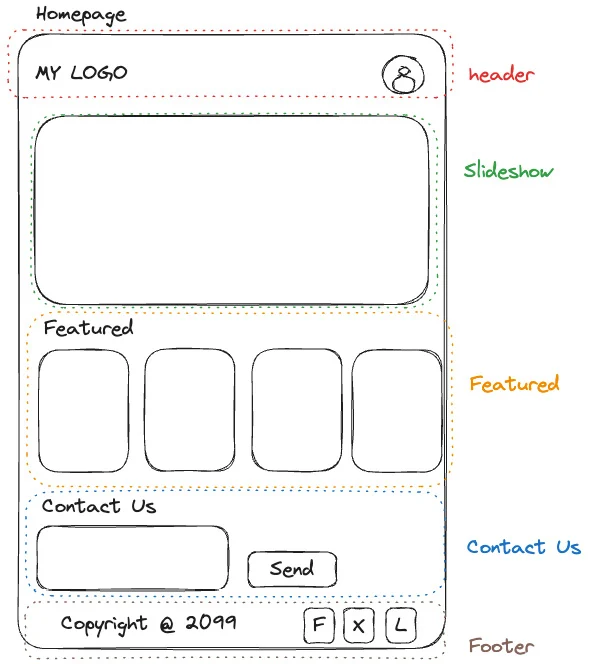 Homepage
MY LOGO
header
Slideshow
Featured
Featured
Contact Us
Contact Us
Send
Copyright @ 2099
F X L
Footer